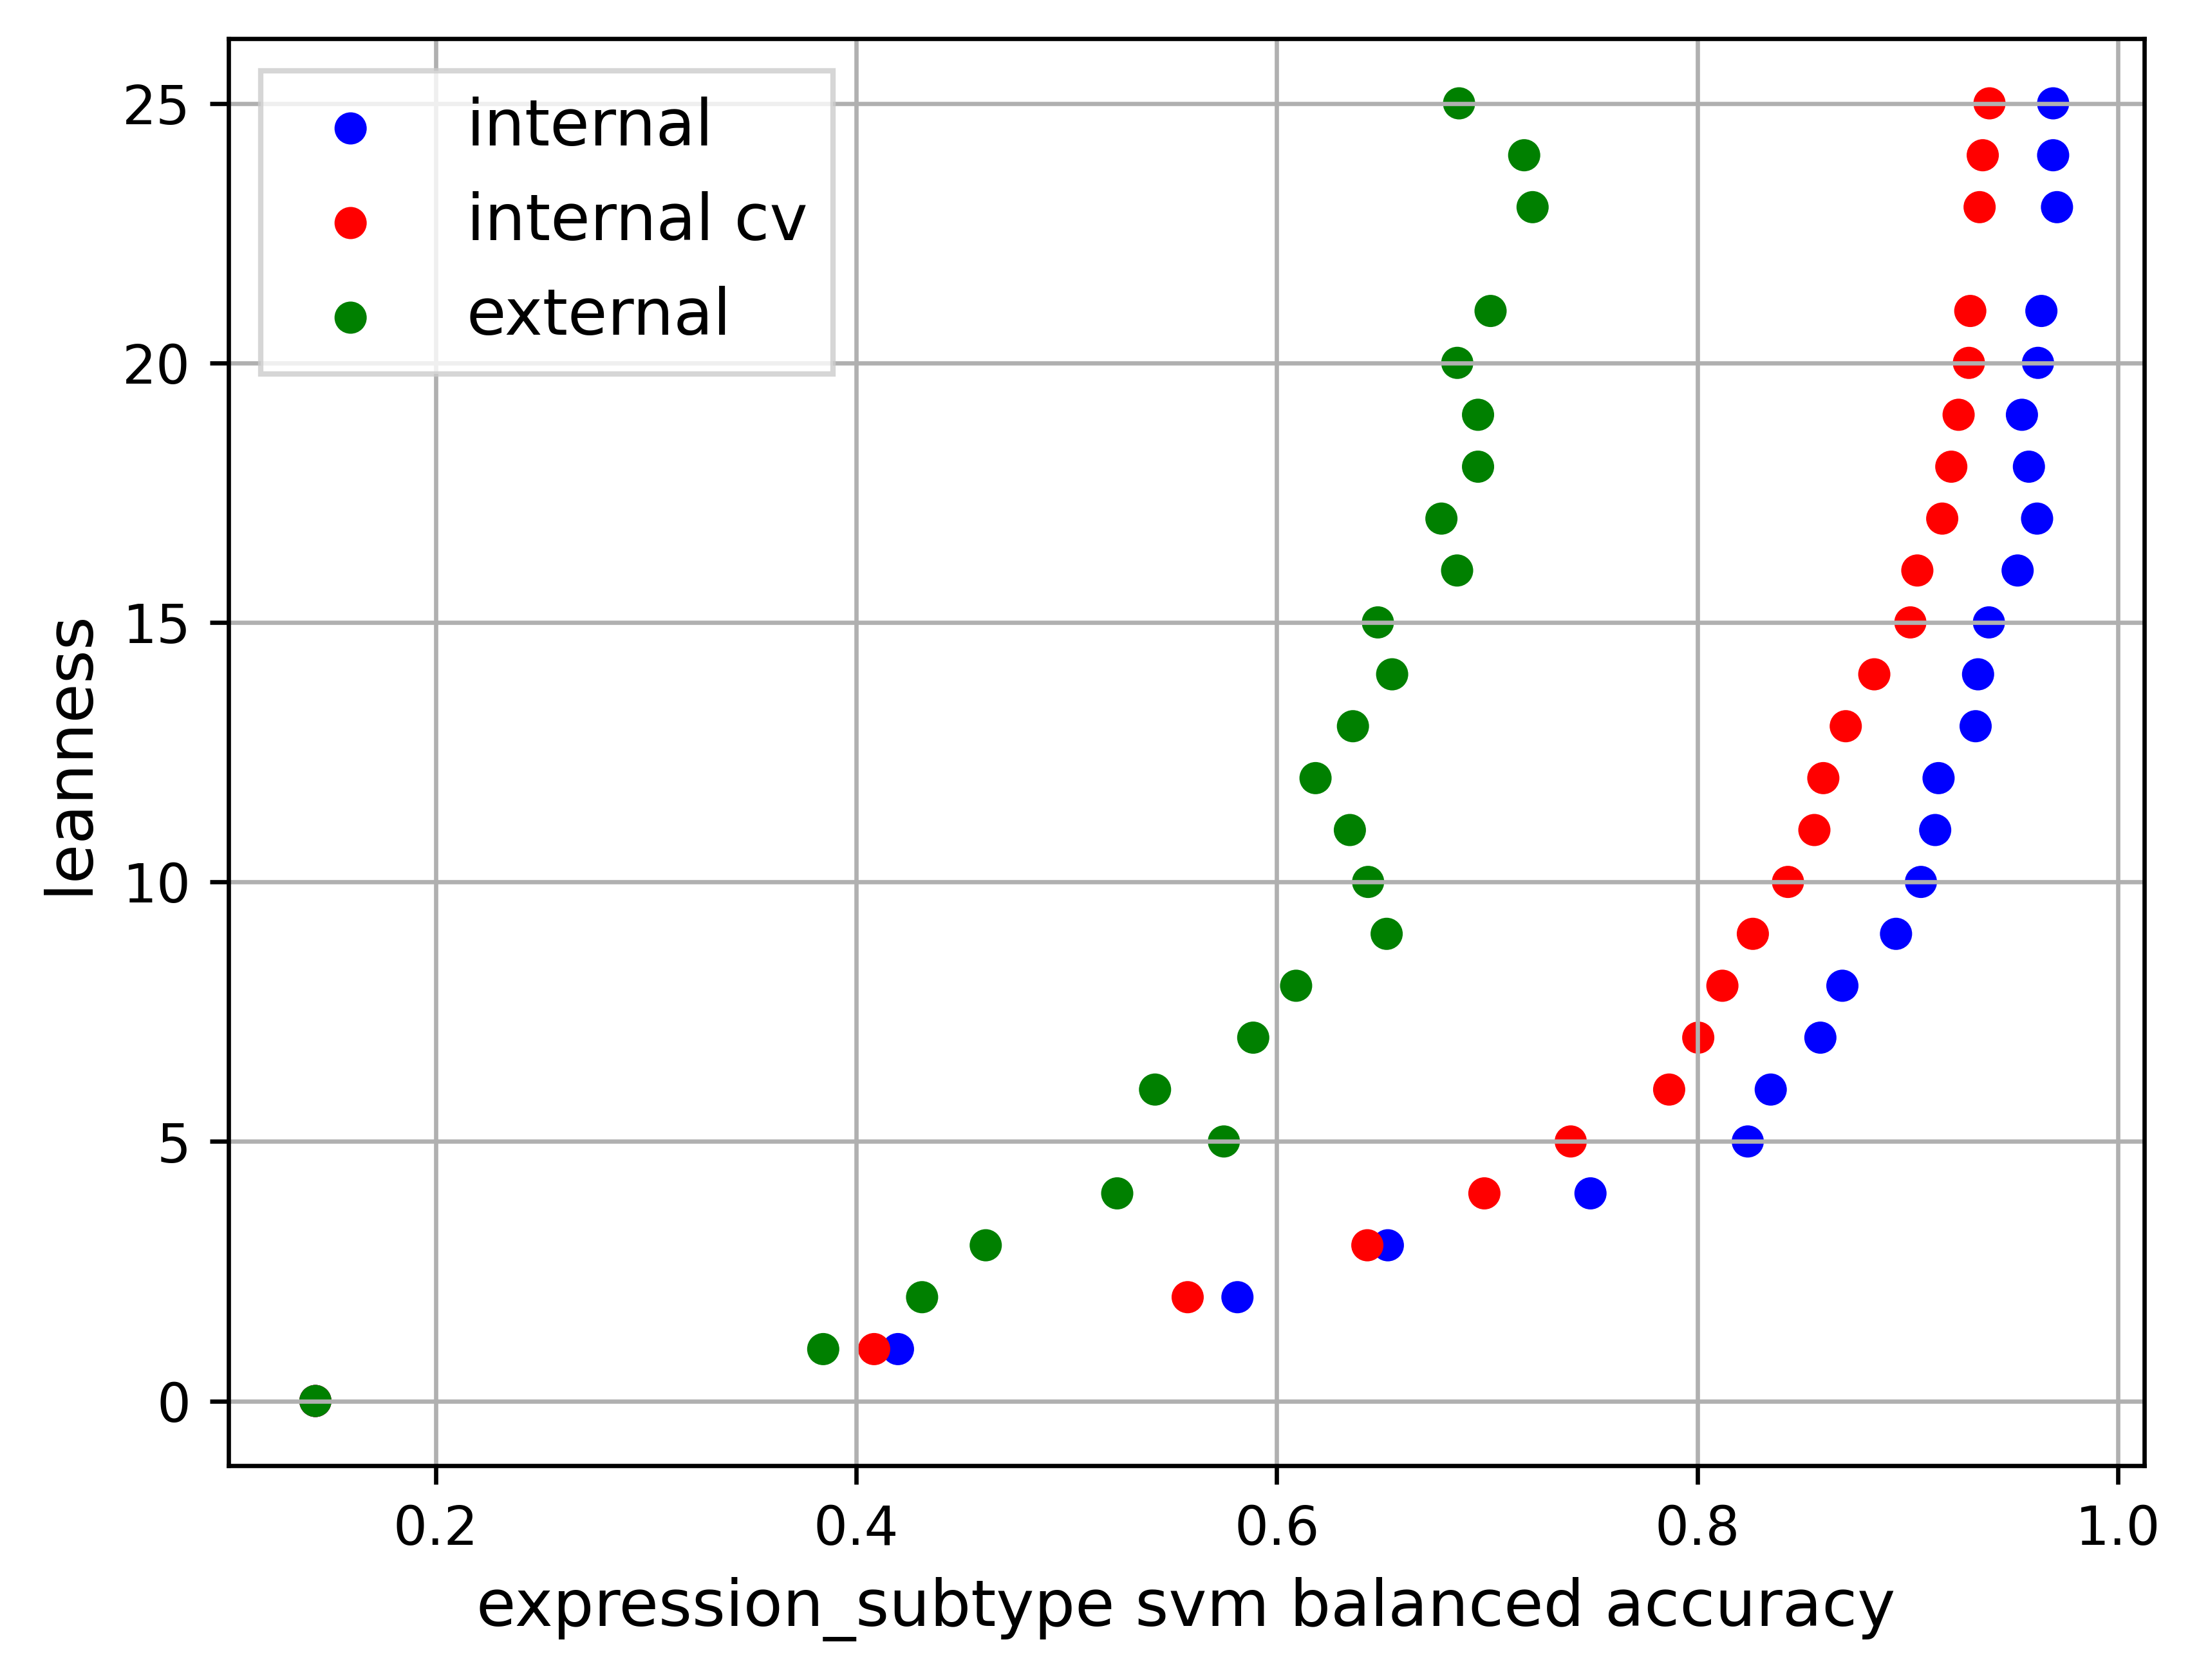 internal
internal cv
external
25
20
15
10
5
0
leanness
0.2 0.4 0.6 0.8 1.0
expression_subtype svm balanced accuracy